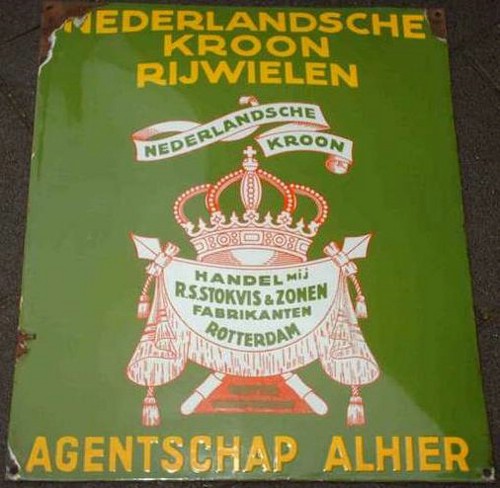 NEDERLANDSCHE
KROON
RIJWIELEN
NEDERLANDSCHE
KROON
HANDEL MIJ
R.S. STOKVIS & ZONEN
FABRIKANTEN
ROTTERDAM
AGENTSCHAP ALHIER